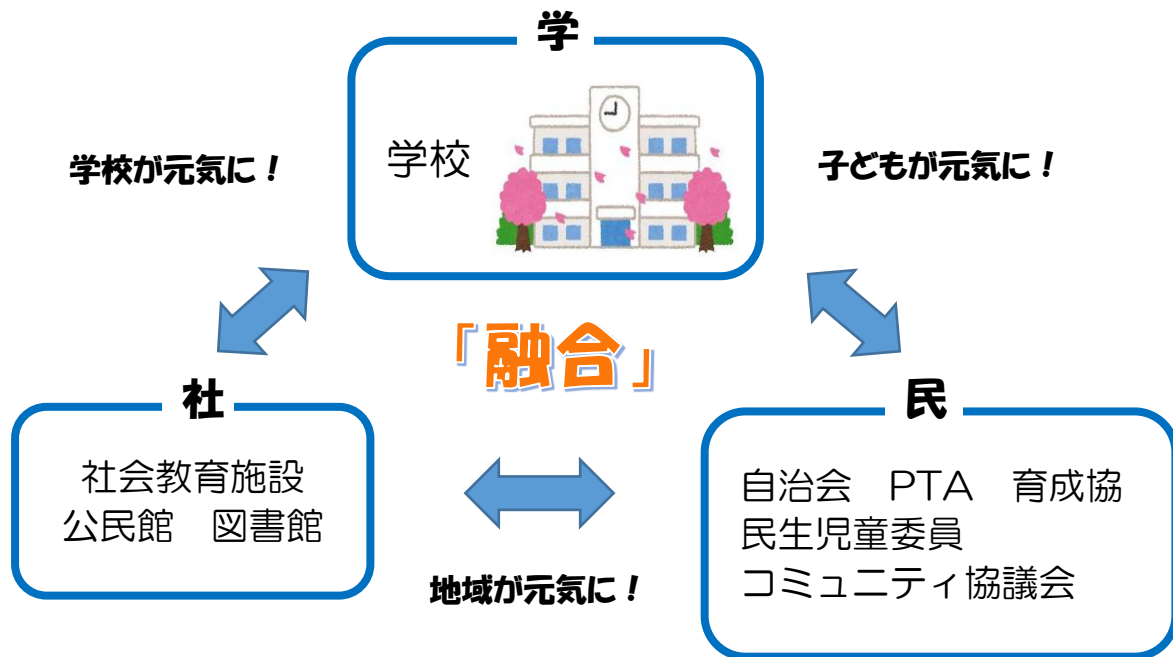 学
学校
学校が元気に！
子どもが元気に！
「融合」
社
社会教育施設
公民館　図書館
民
自治会　PTA　育成協
民生児童委員
コミュニティ協議会
地域が元気に！